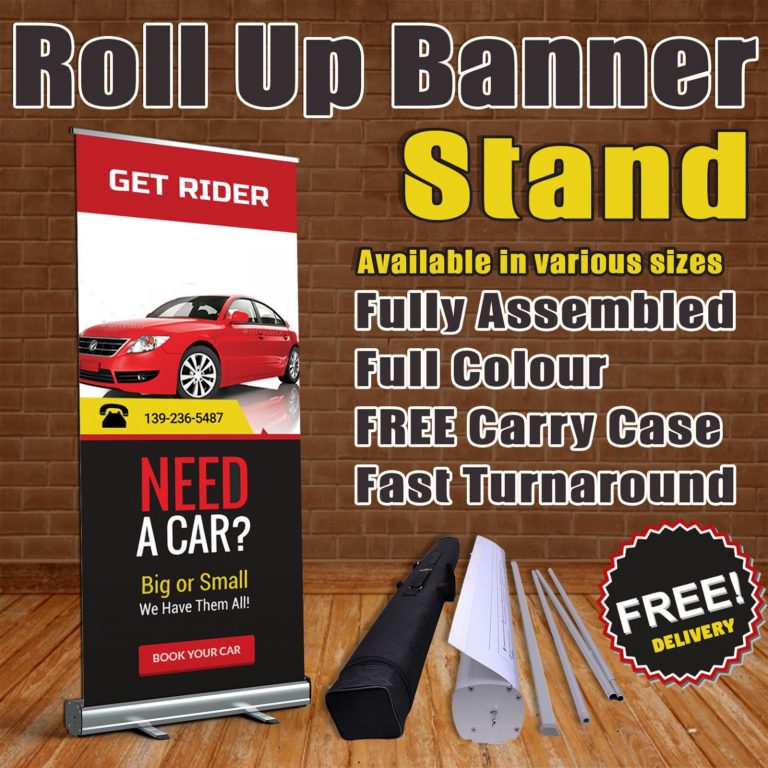 Roll Up Banner
Stand
Available in various sizes
Fully Assembled
Full Colour
FREE Carry Case
Fast Turnaround
GET RIDER
139-236-5487
NEED
A CAR?
Big or Small
We Have Them All!
BOOK YOUR CAR
FREE!
DELIVERY